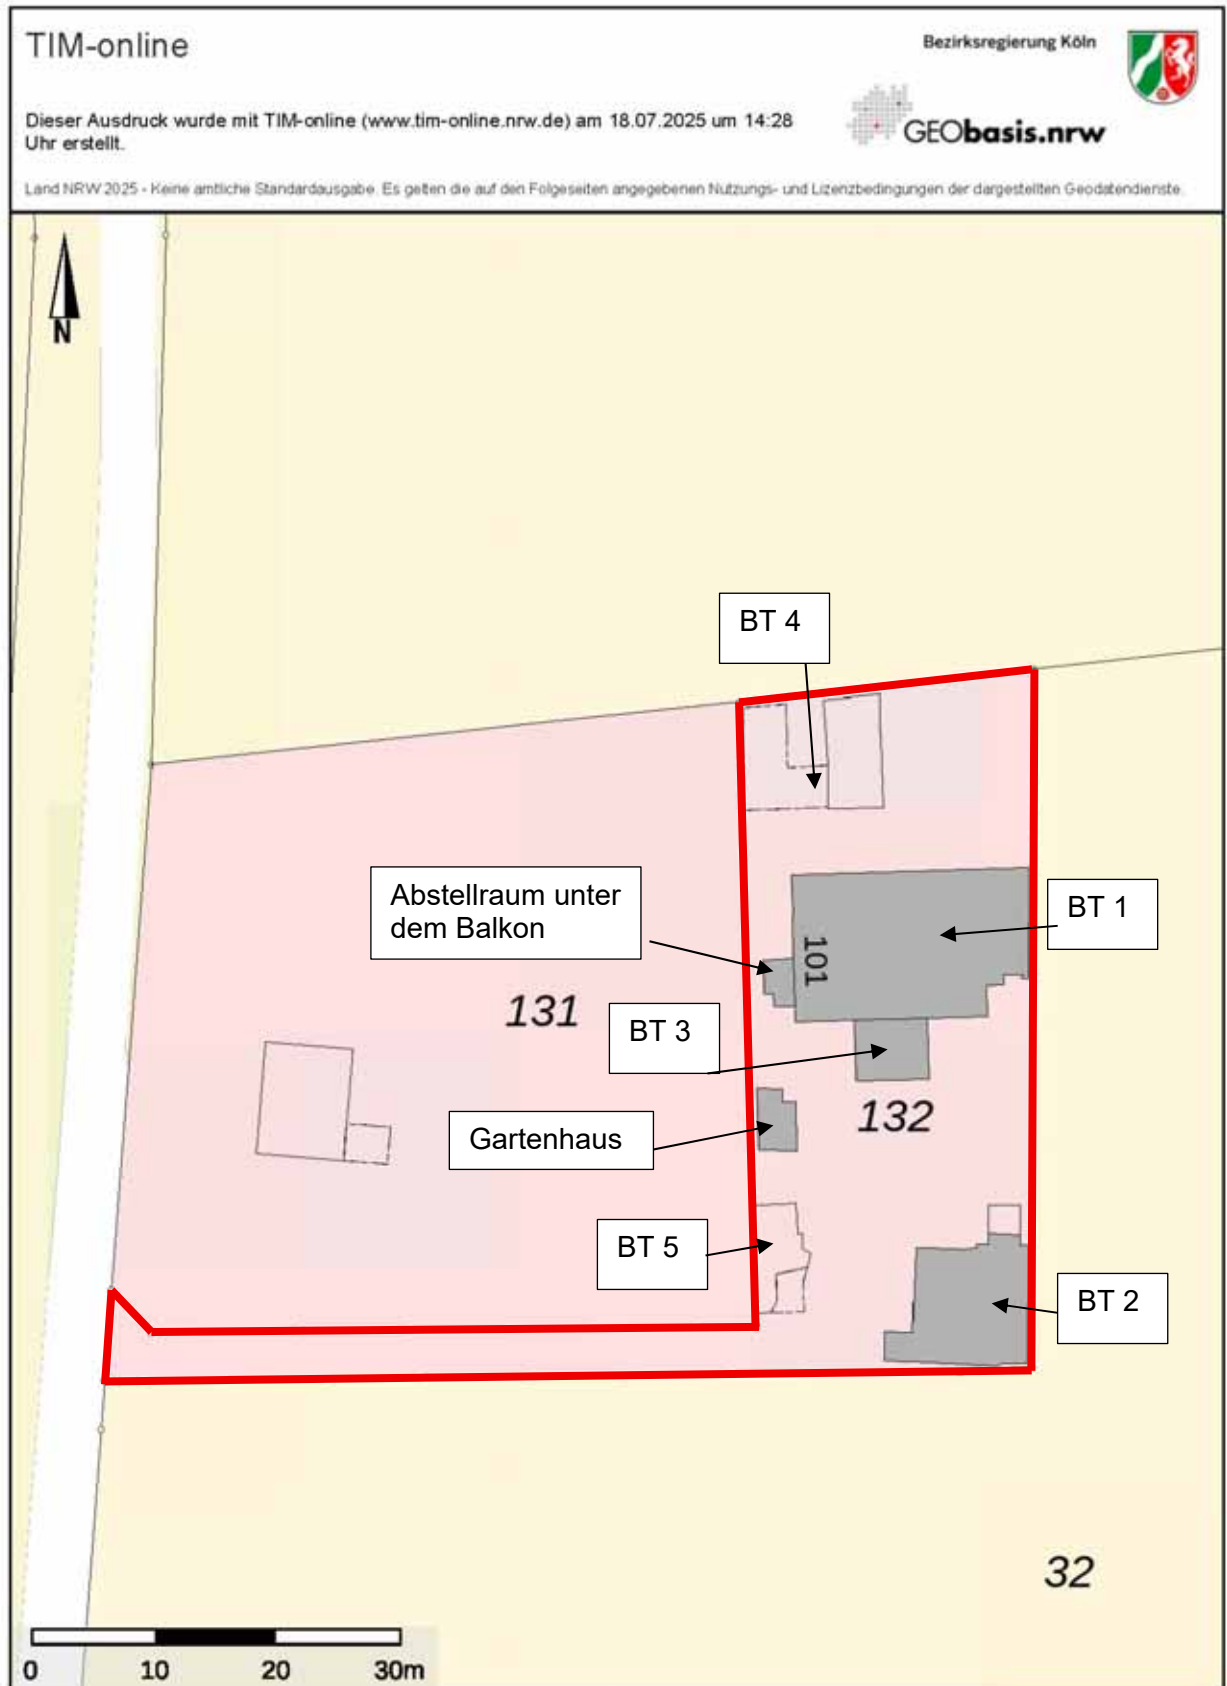 TIM-online
Bezirksregierung Köln
Dieser Ausdruck wurde mit TIM-online (www.tim-online.nrw.de) am 18.07.2025 um 14:28
Uhr erstellt.
GEObasis.nrw
Land NRW 2025 - Keine amtliche Standardausgabe. Es gelten die auf den Folgeseiten angegebenen Nutzungs- und Lizenzbedingungen der dargestellten Geodatendienste.
N
BT 4
Abstellraum unter
dem Balkon
BT 1
101
131
BT 3
132
Gartenhaus
BT 5
BT 2
32
0 10 20 30m